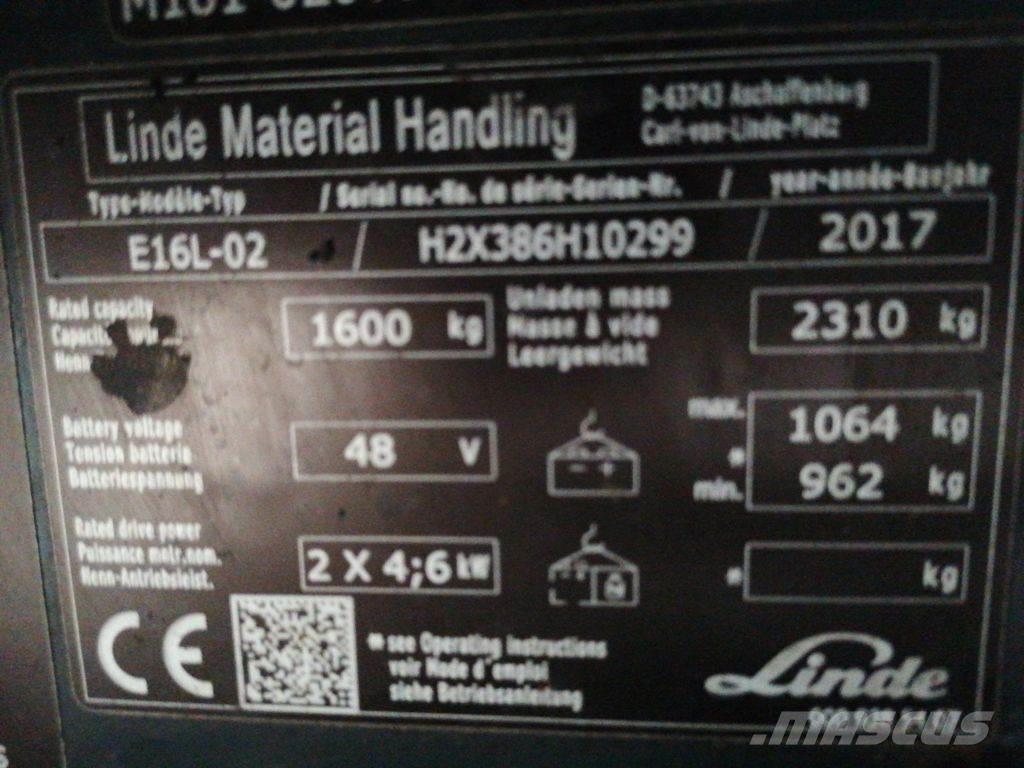 Linde Material Handling
D-63743 Aschaffenburg
Carl-von-Linde-Platz
Type-Modèle-Typ / Serial no.-No. de série-Serien-Nr. / year-année-Baujahr
E16L-02 / H2X386H10299 / 2017
Rated capacity
1600 kg
Unladen mass
Masse à vide
Leergewicht
2310 kg
Battery voltage
Tension batterie
Batteriespannung
48 V
max. 1064 kg
*
min. 962 kg
Rated drive power
Puissance motr.nom.
Nenn-Antriebsleist.
2 X 4;6 kW
* kg
CE
* see Operating instructions
voir Mode d'emploi
siehe Betriebsanleitung
Linde
MASCUS